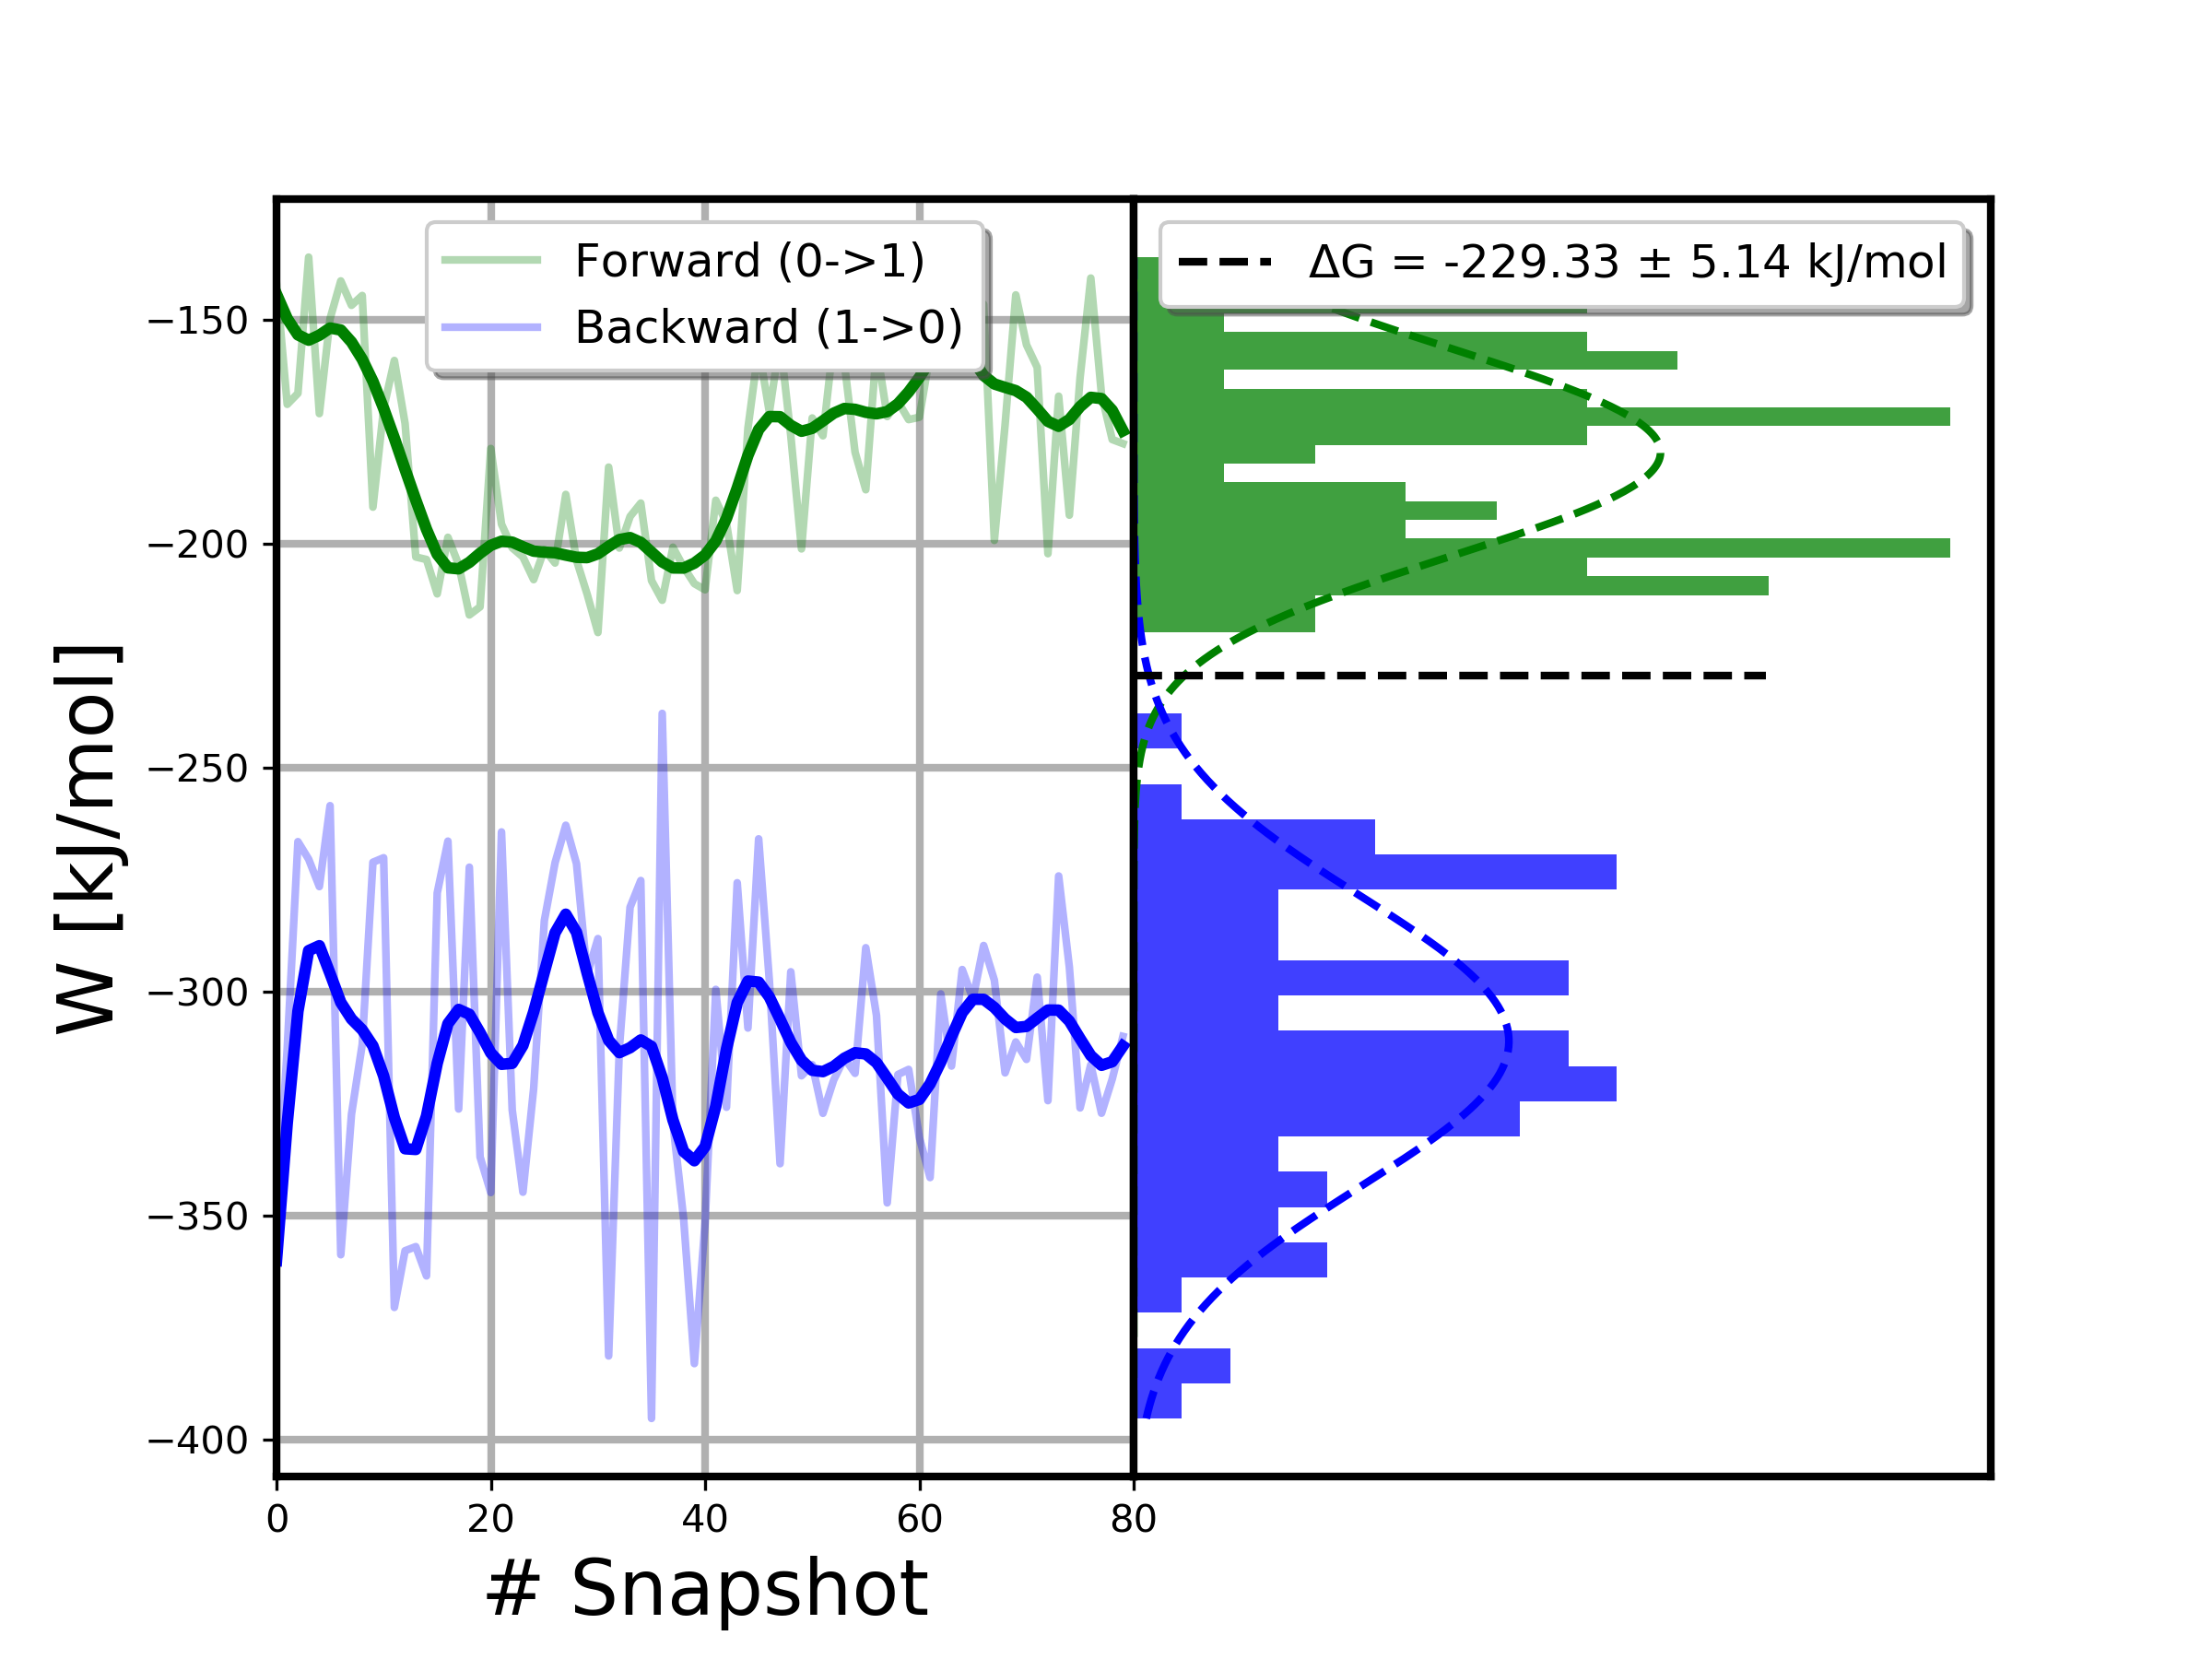 Forward (0->1)
Backward (1->0)
ΔG = -229.33 ± 5.14 kJ/mol
W [kJ/mol]
−150
−200
−250
−300
−350
−400
0 20 40 60 80
# Snapshot